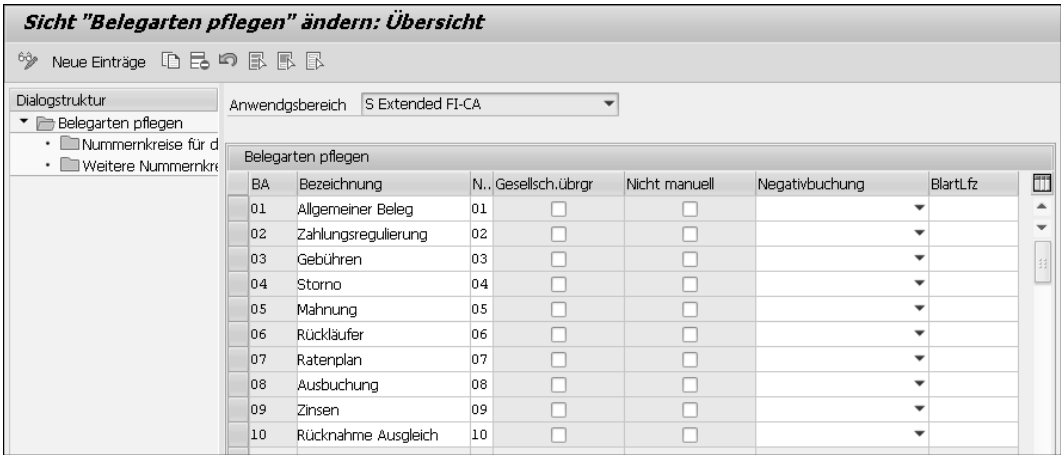 Sicht "Belegarten pflegen" ändern: Übersicht
Neue Einträge
Dialogstruktur
Belegarten pflegen
Nummernkreise für d
Weitere Nummernkre
Anwendgsbereich S Extended FI-CA
Belegarten pflegen
BA Bezeichnung N.. Gesellsch.übrgr Nicht manuell Negativbuchung BlartLfz
01 Allgemeiner Beleg 01
02 Zahlungsregulierung 02
03 Gebühren 03
04 Storno 04
05 Mahnung 05
06 Rückläufer 06
07 Ratenplan 07
08 Ausbuchung 08
09 Zinsen 09
10 Rücknahme Ausgleich 10